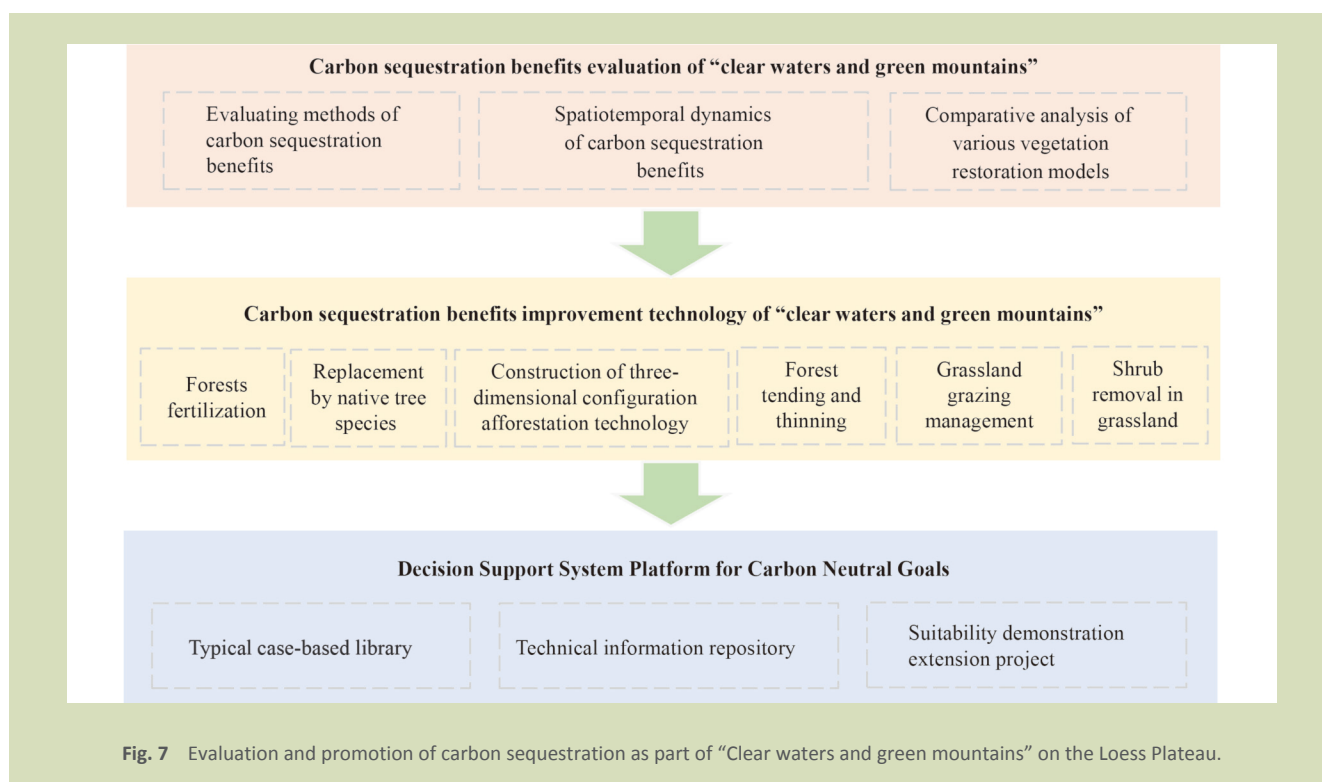 Carbon sequestration benefits evaluation of “clear waters and green mountains”
Evaluating methods of
carbon sequestration
benefits
Spatiotemporal dynamics
of carbon sequestration
benefits
Comparative analysis of
various vegetation
restoration models
Carbon sequestration benefits improvement technology of “clear waters and green mountains”
Forests
fertilization
Replacement
by native tree
species
Construction of three-
dimensional configuration
afforestation technology
Forest
tending and
thinning
Grassland
grazing
management
Shrub
removal in
grassland
Decision Support System Platform for Carbon Neutral Goals
Typical case-based library
Technical information repository
Suitability demonstration
extension project
Fig. 7 Evaluation and promotion of carbon sequestration as part of “Clear waters and green mountains” on the Loess Plateau.